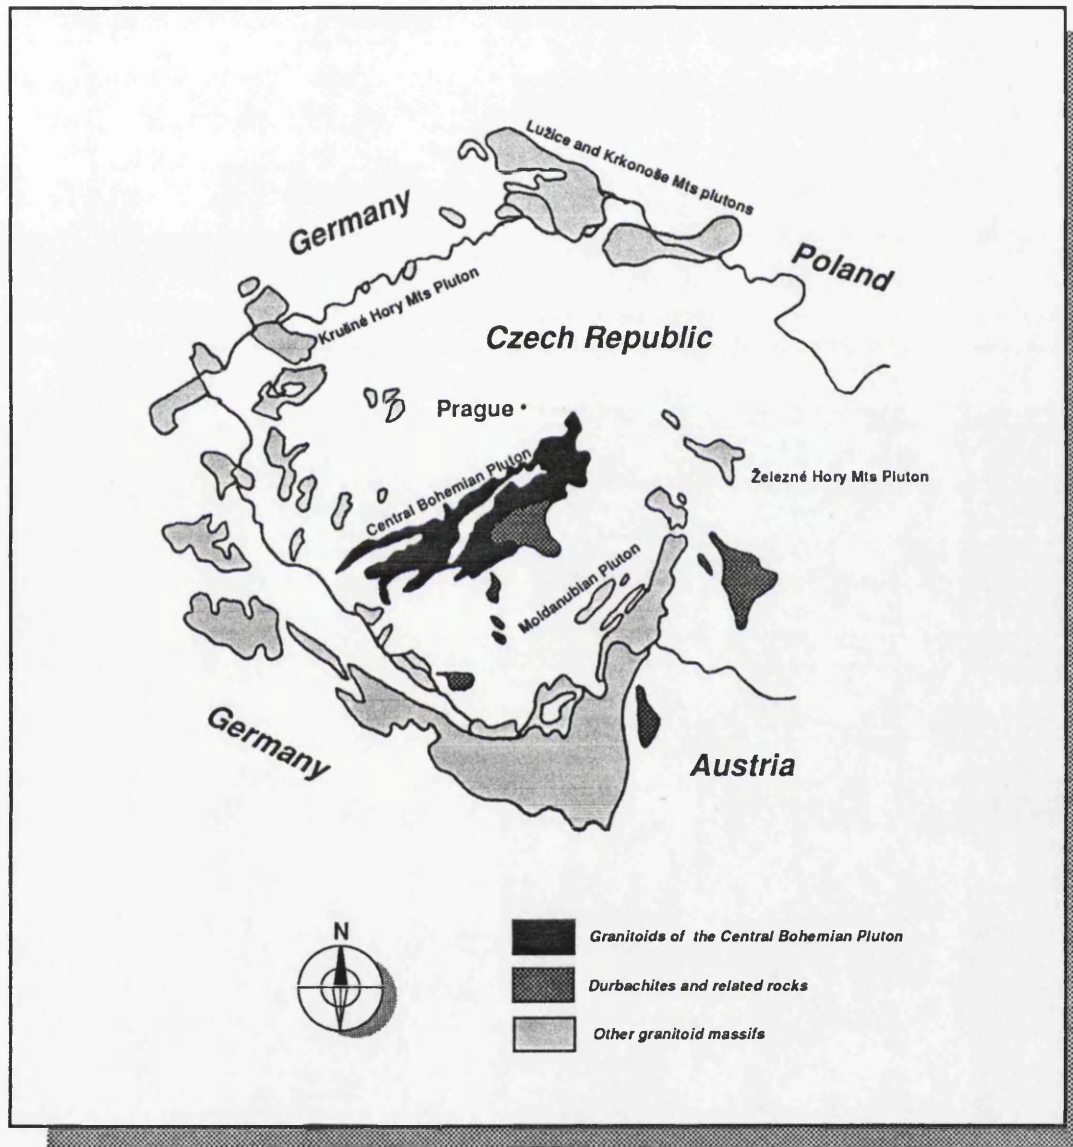 Lužice and Krkonoše Mts plutons
Germany
Poland
Krušné Hory Mts Pluton
Czech Republic
Prague
Central Bohemian Pluton
Železné Hory Mts Pluton
Moldanubian Pluton
Germany
Austria
N
Granitoids of the Central Bohemian Pluton
Durbachites and related rocks
Other granitoid massifs